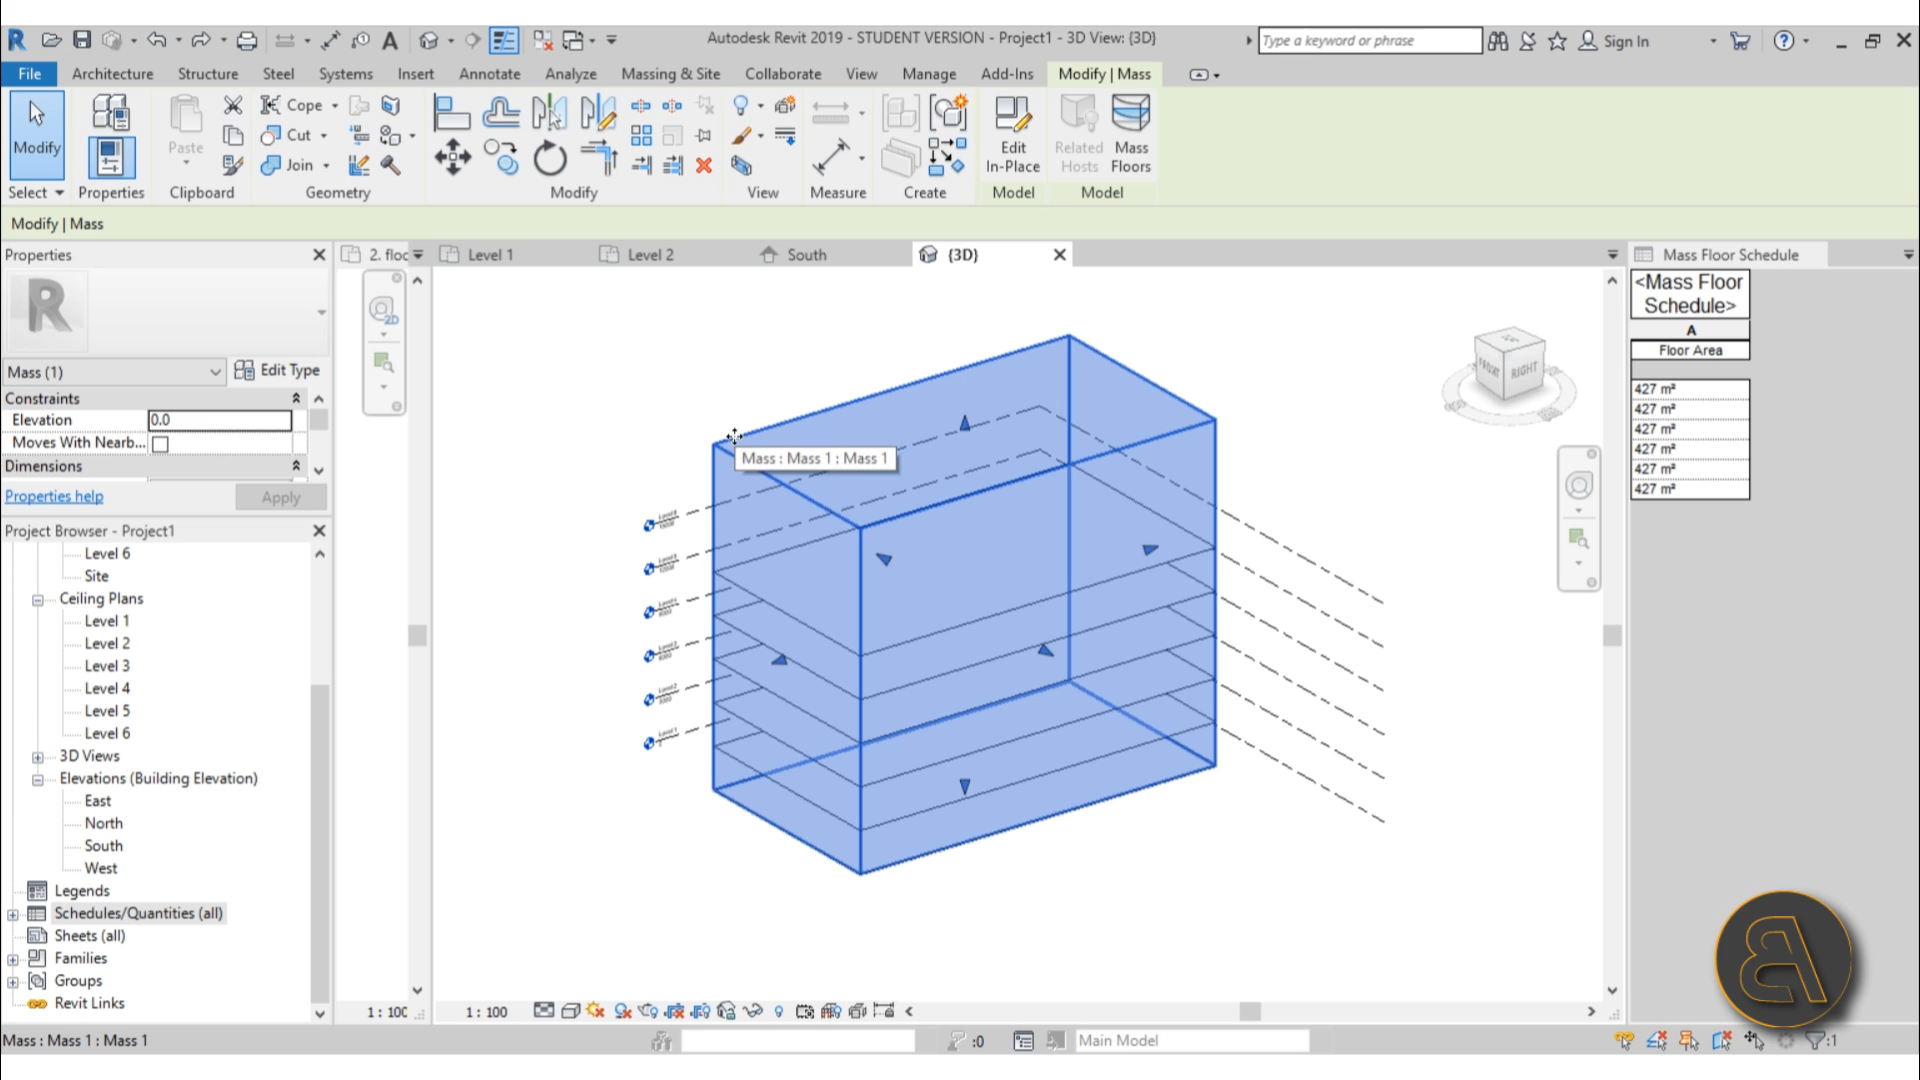 Autodesk Revit 2019 - STUDENT VERSION - Project1 - 3D View: {3D}
Type a keyword or phrase
Sign In
File Architecture Structure Steel Systems Insert Annotate Analyze Massing & Site Collaborate View Manage Add-Ins Modify | Mass
Modify
Paste
Cope
Cut
Join
Edit In-Place
Related Hosts
Mass Floors
Select Properties Clipboard Geometry Modify View Measure Create Model Model
Modify | Mass
Properties
Mass (1)
Edit Type
Constraints
Elevation 0.0
Moves With Nearb...
Dimensions
Properties help
Apply
Project Browser - Project1
Level 6
Site
Ceiling Plans
Level 1
Level 2
Level 3
Level 4
Level 5
Level 6
3D Views
Elevations (Building Elevation)
East
North
South
West
Legends
Schedules/Quantities (all)
Sheets (all)
Families
Groups
Revit Links
2. floo
Level 1
Level 2
South
{3D}
2D
Mass : Mass 1 : Mass 1
FRONT
RIGHT
Mass Floor Schedule
<Mass Floor
Schedule>
A
Floor Area
427 m²
427 m²
427 m²
427 m²
427 m²
427 m²
1 : 100
1 : 100
Mass : Mass 1 : Mass 1
:0
Main Model
:1